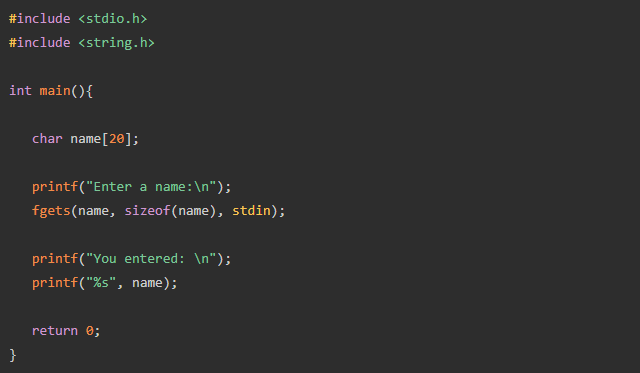 #include <stdio.h>
#include <string.h>
int main(){
char name[20];
printf("Enter a name:\n");
fgets(name, sizeof(name), stdin);
printf("You entered: \n");
printf("%s", name);
return 0;
}